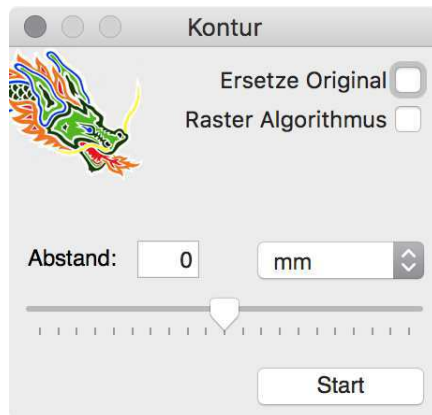 Kontur
Ersetze Original
Raster Algorithmus
Abstand: 0 mm
Start